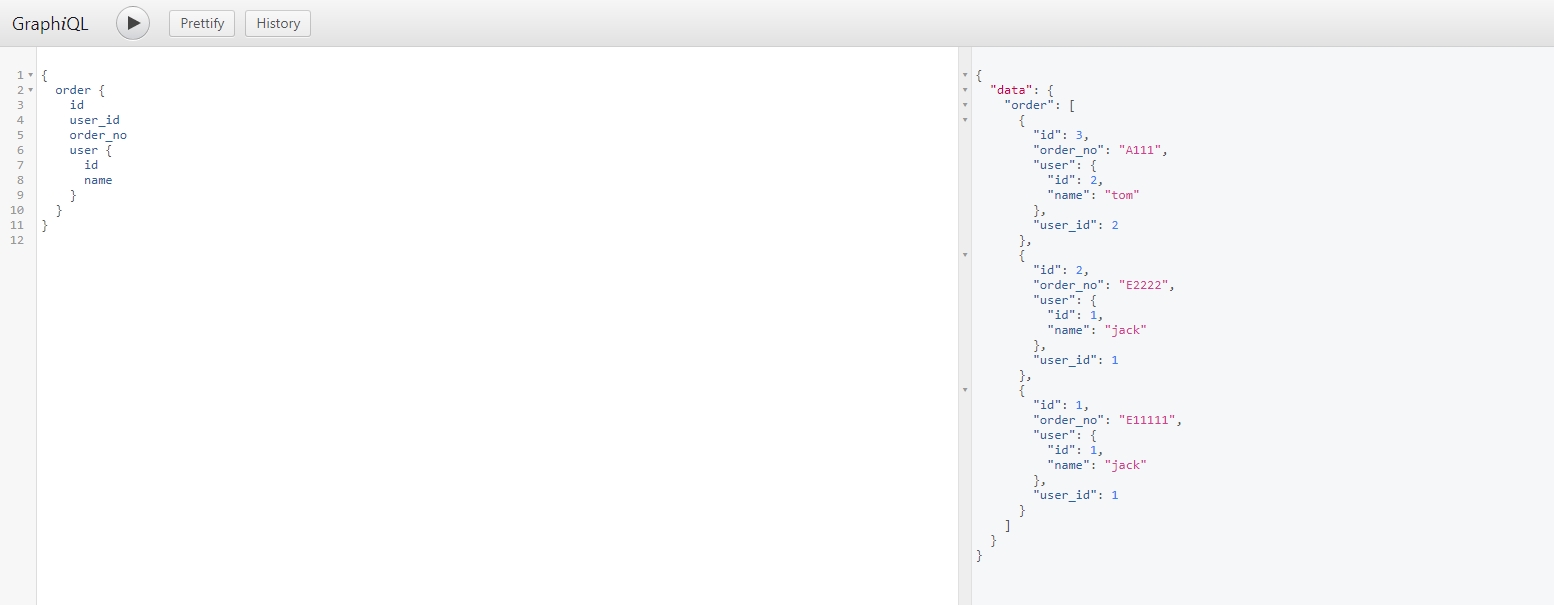 GraphiQL Prettify History
1 {
2 order {
3 id
4 user_id
5 order_no
6 user {
7 id
8 name
9 }
10 }
11 }
12
{
"data": {
"order": [
{
"id": 3,
"order_no": "A111",
"user": {
"id": 2,
"name": "tom"
},
"user_id": 2
},
{
"id": 2,
"order_no": "E2222",
"user": {
"id": 1,
"name": "jack"
},
"user_id": 1
},
{
"id": 1,
"order_no": "E11111",
"user": {
"id": 1,
"name": "jack"
},
"user_id": 1
}
]
}
}